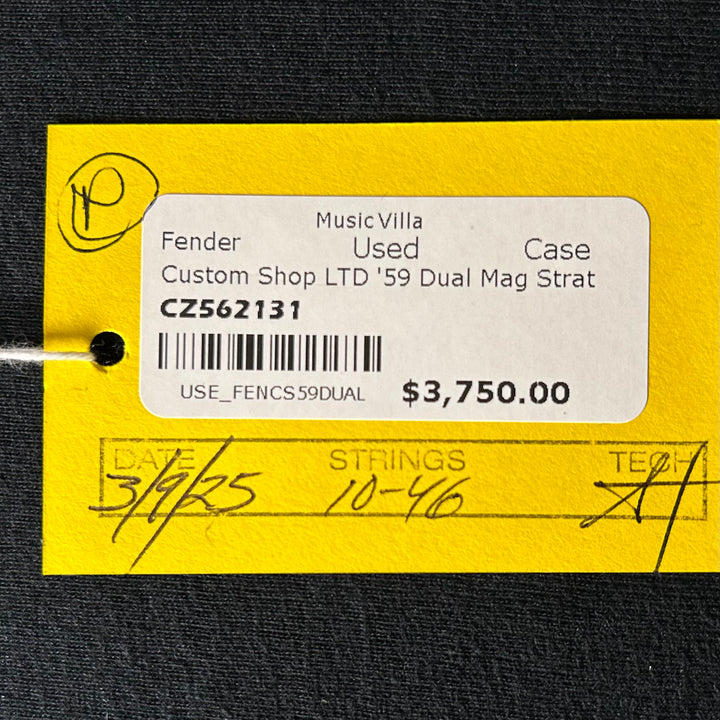 Music Villa
Fender Used Case
Custom Shop LTD '59 Dual Mag Strat
CZ562131
USE_FENCS59DUAL $3,750.00
DATE STRINGS TECH
3/9/25 10-46